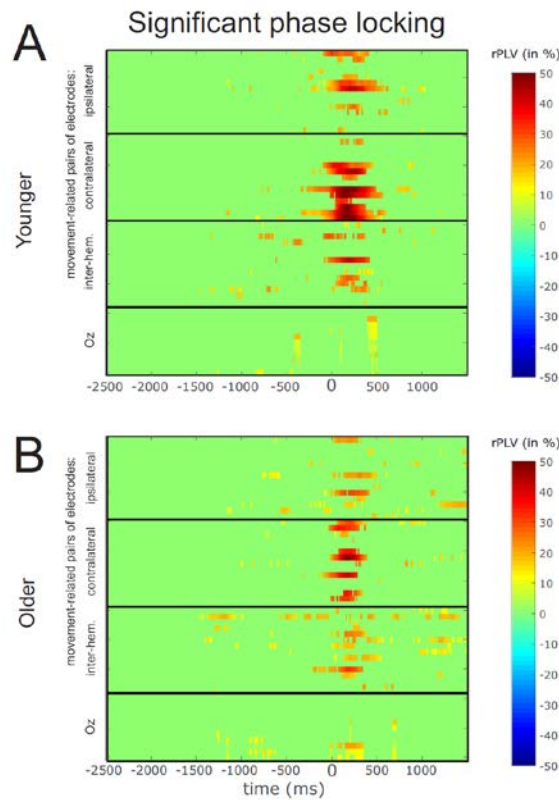 Significant phase locking
A
rPLV (in %)
Younger
movement-related pairs of electrodes:
ipsilateral
contralateral
inter-hem.
Oz
50
40
30
20
10
0
-10
-20
-30
-40
-50
-2500 -2000 -1500 -1000 -500 0 500 1000
B
rPLV (in %)
Older
movement-related pairs of electrodes:
ipsilateral
contralateral
inter-hem.
Oz
50
40
30
20
10
0
-10
-20
-30
-40
-50
-2500 -2000 -1500 -1000 -500 0 500 1000
time (ms)